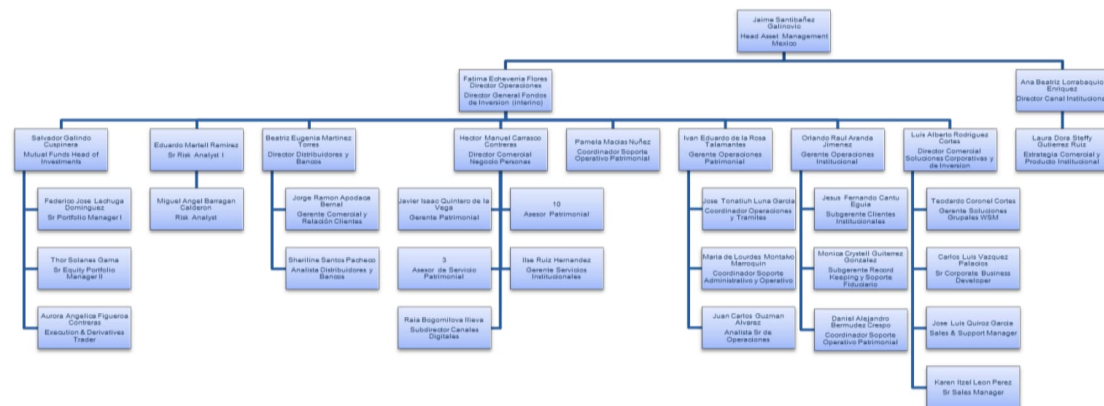 Jaime Santibañez
Galinovio
Head Asset Management
Mexico
Fatima Echeverria Flores
Director Operaciones
Director General Fondos
de Inversion (interino)
Ana Beatriz Lorrabaquio
Enriquez
Director Canal Institucional
Salvador Galindo
Cuspinera
Mutual Funds Head of
Investments
Eduardo Martell Ramirez
Sr Risk Analyst I
Beatriz Eugenia Martinez
Torres
Director Distribuidores y
Bancos
Hector Manuel Carrasco
Contreras
Director Comercial
Negocio Personas
Pamela Macias Nuñez
Coordinador Soporte
Operativo Patrimonial
Ivan Eduardo de la Rosa
Talamantes
Gerente Operaciones
Patrimonial
Orlando Raul Aranda
Jimenez
Gerente Operaciones
Institucional
Luis Alberto Rodriguez
Cortes
Director Comercial
Soluciones Corporativas y
de Inversion
Laura Dora Steffy
Gutierrez Ruiz
Estrategia Comercial y
Producto Institucional
Federico Jose Lachuga
Dominguez
Sr Portfolio Manager I
Miguel Angel Barragan
Calderon
Risk Analyst
Jorge Ramon Apodaca
Bernal
Gerente Comercial y
Relación Clientes
Javier Isaac Quintero de la
Vega
Gerente Patrimonial
10
Asesor Patrimonial
Jose Tonatiuh Luna Garcia
Coordinador Operaciones
y Tramites
Jesus Fernando Cantu
Eguia
Subgerente Clientes
Institucionales
Teodardo Coronel Cortes
Gerente Soluciones
Grupales WSM
Thor Solanes Gama
Sr Equity Portfolio
Manager II
Sheriline Santos Pacheco
Analista Distribuidores y
Bancos
3
Asesor de Servicio
Patrimonial
Ilse Ruiz Hernandez
Gerente Servicios
Institucionales
Maria de Lourdes Montalvo
Marroquin
Coordinador Soporte
Administrativo y Operativo
Monica Crystell Gutierrez
Gonzalez
Subgerente Record
Keeping y Soporte
Fiduciario
Carlos Luis Vazquez
Palacios
Sr Corporate Business
Developer
Aurora Angelica Figueroa
Contreras
Execution & Derivatives
Trader
Raia Bogomilova Ilieva
Subdirector Canales
Digitales
Juan Carlos Guzman
Alvarez
Analista Sr de
Operaciones
Daniel Alejandro
Bermudez Crespo
Coordinador Soporte
Operativo Patrimonial
Jose Luis Quiroz Garcia
Sales & Support Manager
Karen Itzel Leon Perez
Sr Sales Manager